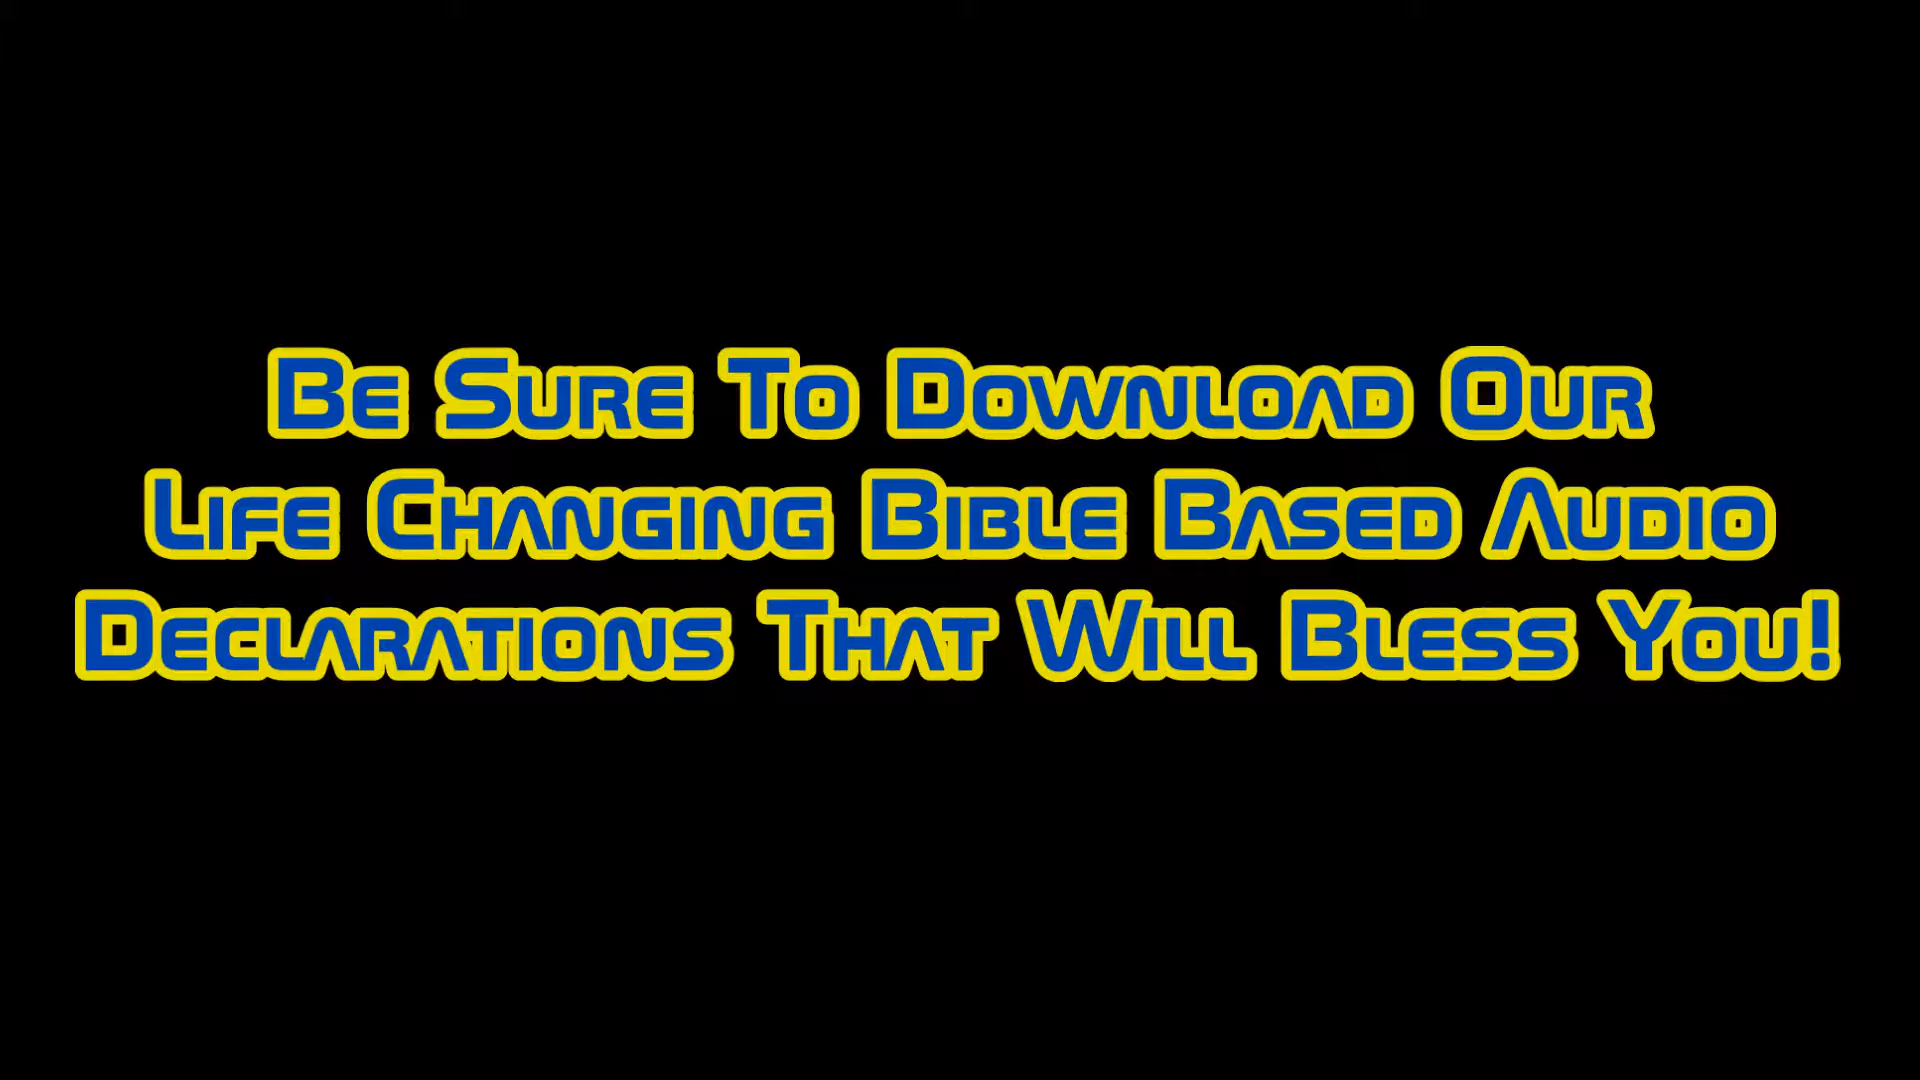 Be Sure To Download Our
Life Changing Bible Based Audio
Declarations That Will Bless You!